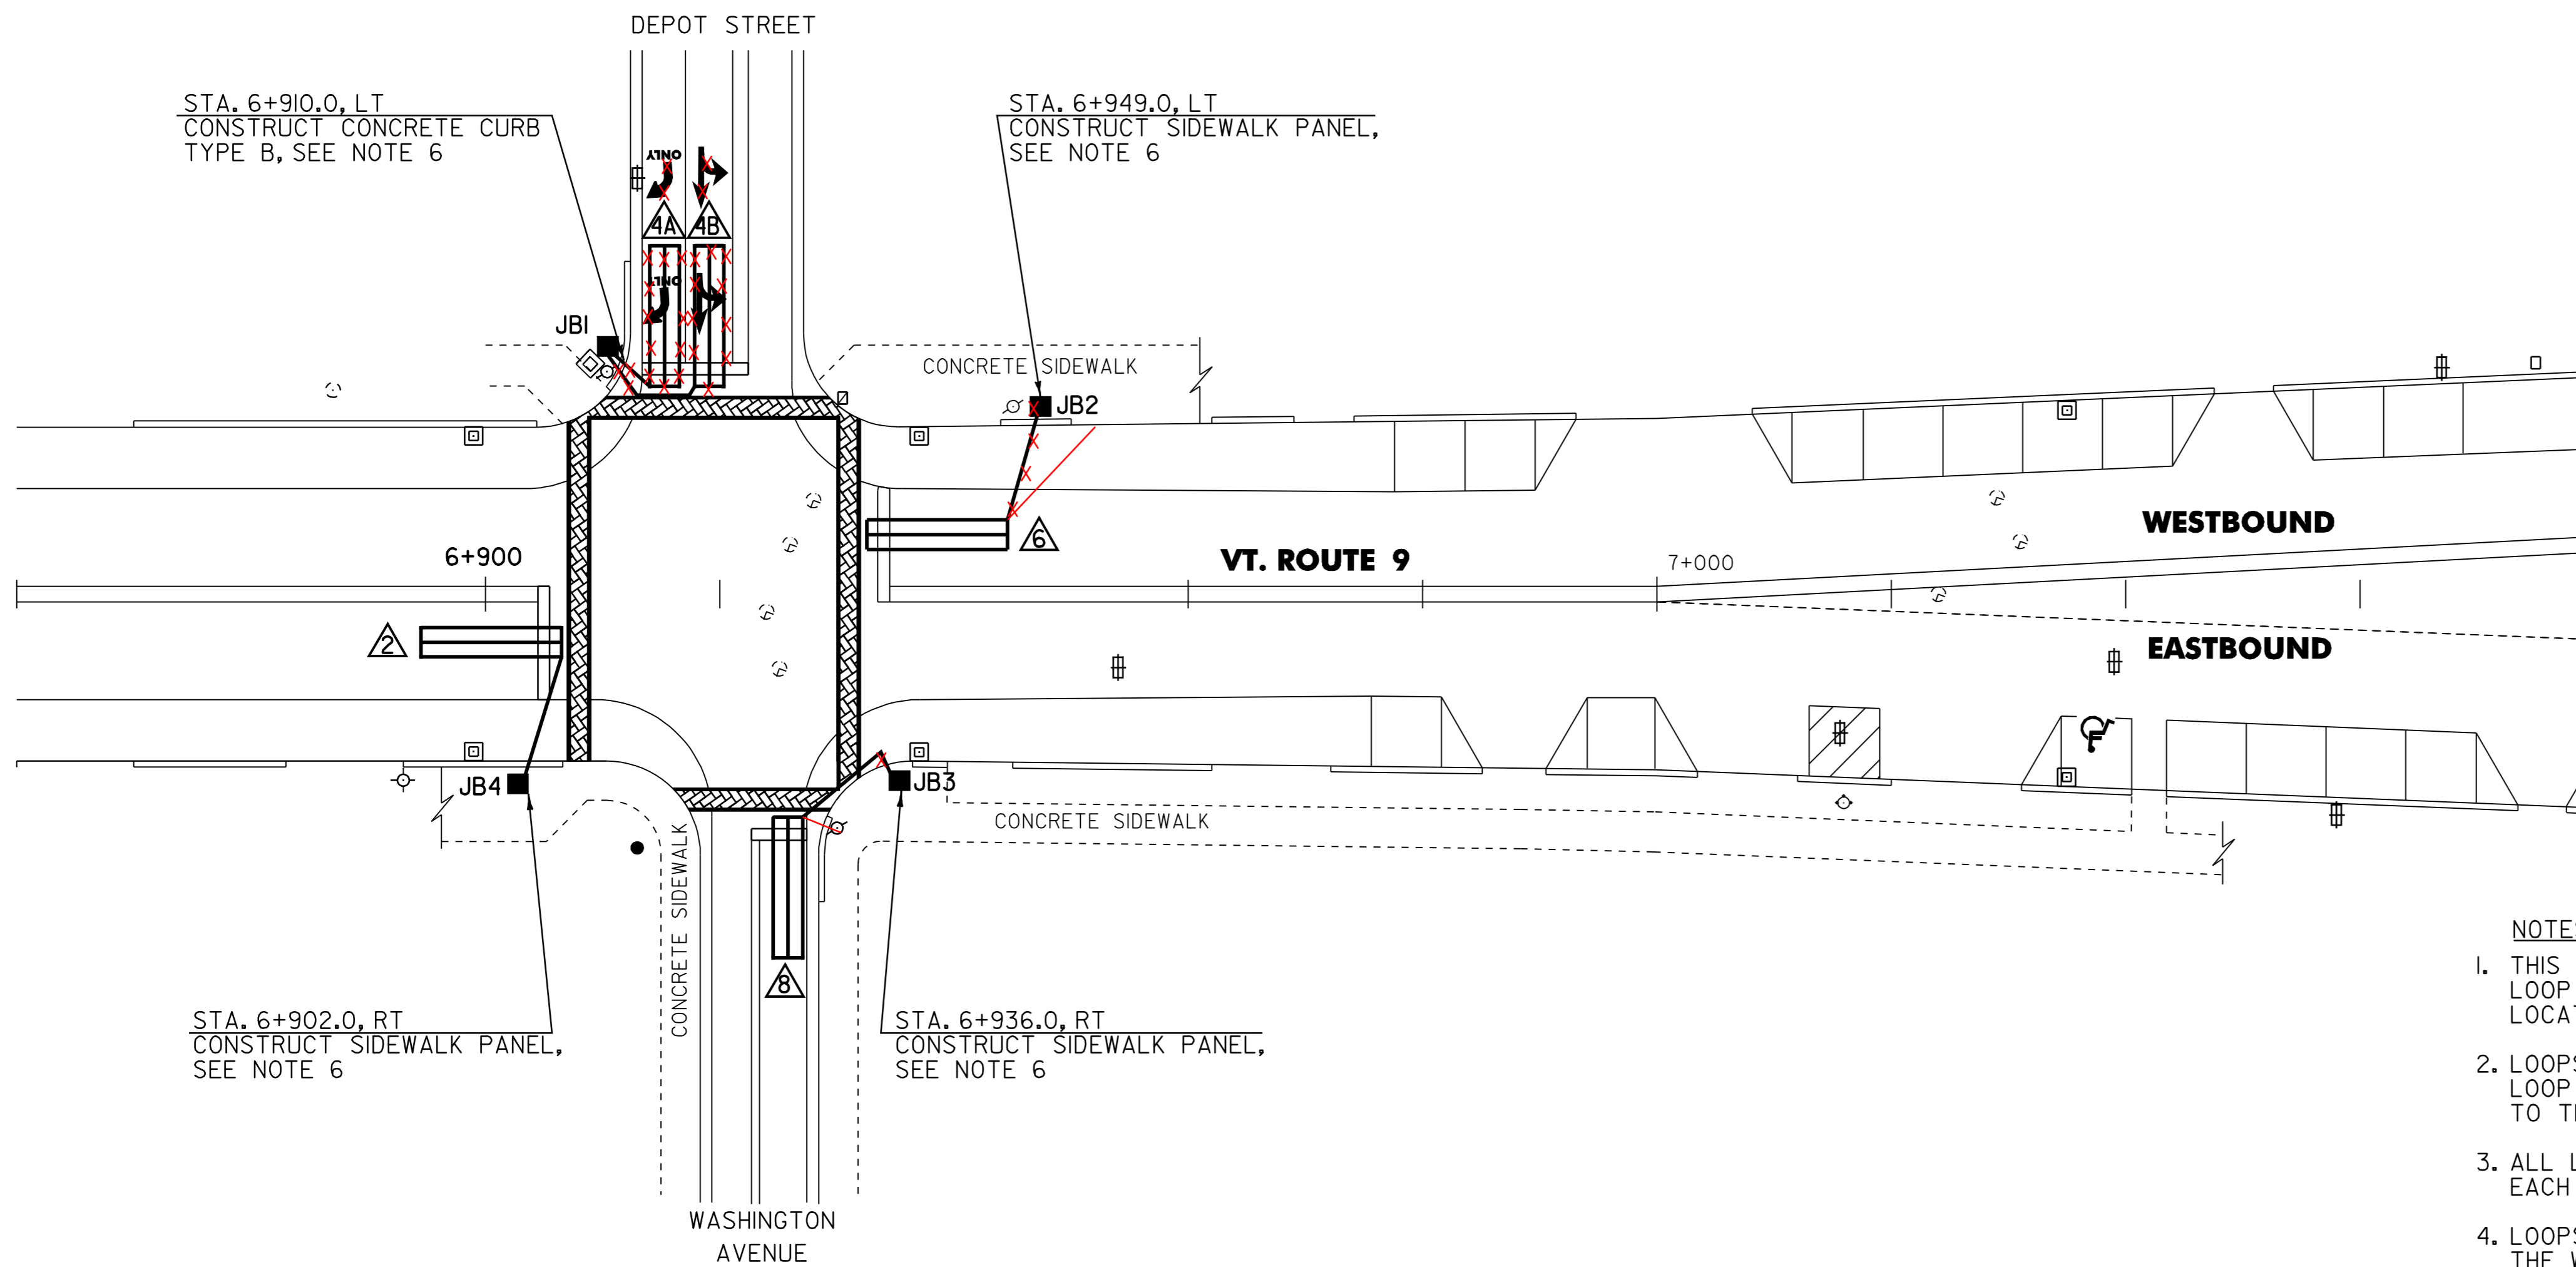 DEPOT STREET
STA. 6+910.0, LT
CONSTRUCT CONCRETE CURB
TYPE B, SEE NOTE 6
STA. 6+949.0, LT
CONSTRUCT SIDEWALK PANEL,
SEE NOTE 6
ONLY
4A
4B
ONLY
JB1
CONCRETE SIDEWALK
JB2
WESTBOUND
6
6+900
VT. ROUTE 9
7+000
2
EASTBOUND
JB4
JB3
CONCRETE SIDEWALK
CONCRETE SIDEWALK
8
STA. 6+902.0, RT
CONSTRUCT SIDEWALK PANEL,
SEE NOTE 6
STA. 6+936.0, RT
CONSTRUCT SIDEWALK PANEL,
SEE NOTE 6
WASHINGTON
AVENUE
1. THIS
LOOP
2. LOOPS
LOOP
TO
3. ALL
EACH
4. LOOPS
THE